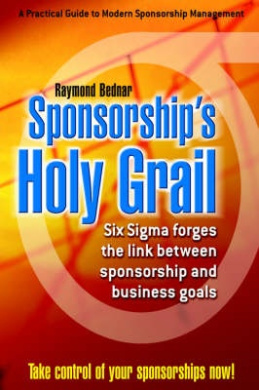 A Practical Guide to Modern Sponsorship Management
Raymond Bednar
Sponsorship's
Holy Grail
Six Sigma forges
the link between
sponsorship and
business goals
Take control of your sponsorships now!